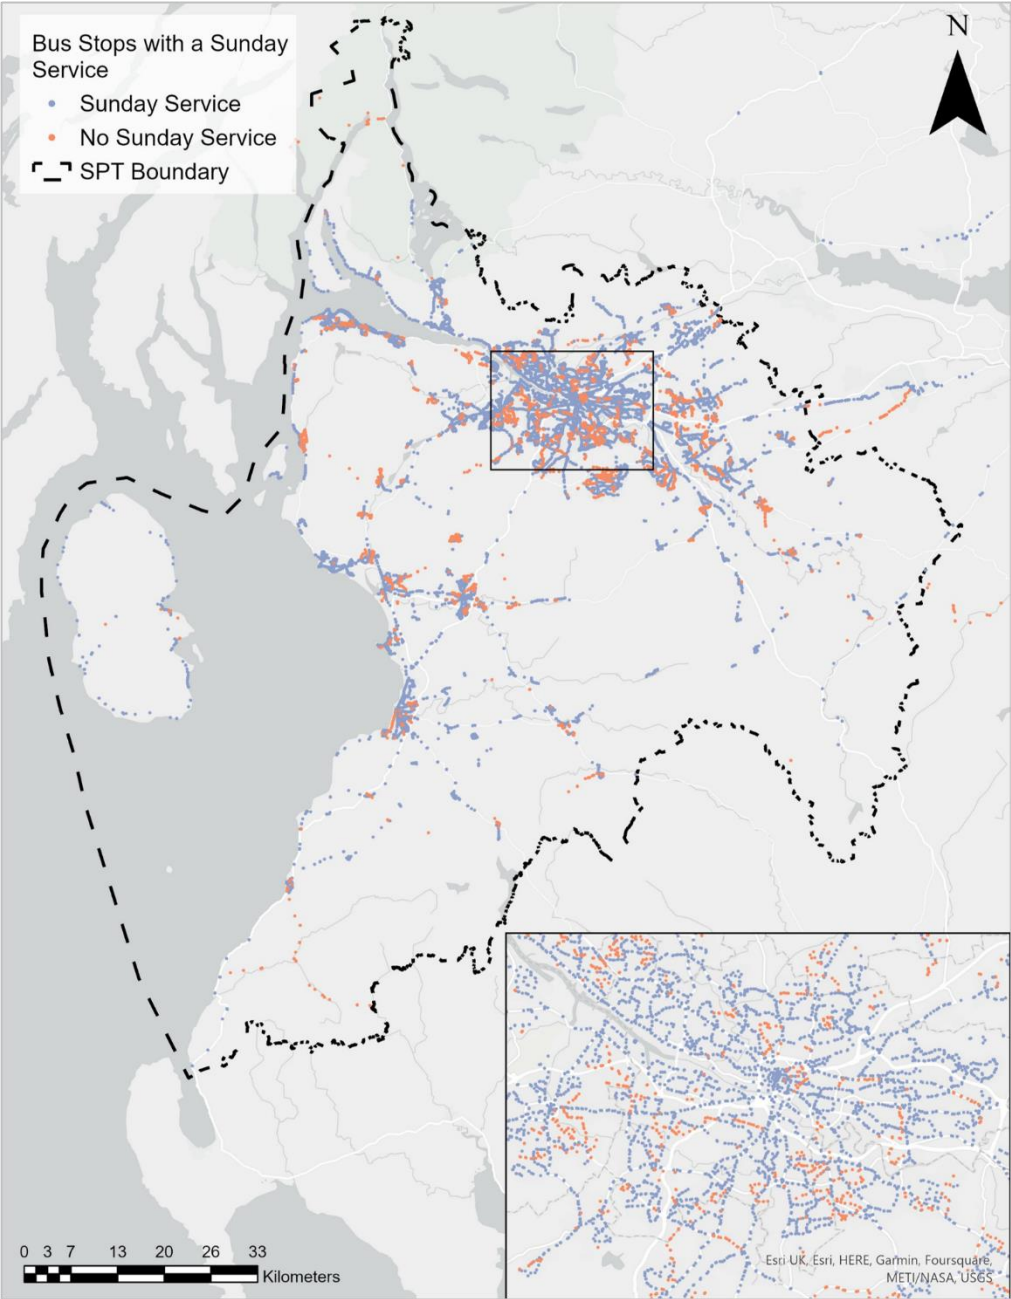 N
Bus Stops with a Sunday
Service
Sunday Service
No Sunday Service
SPT Boundary
0 3 7 13 20 26 33
Kilometers
Esri UK, Esri, HERE, Garmin, Foursquare,
METI/NASA, USGS